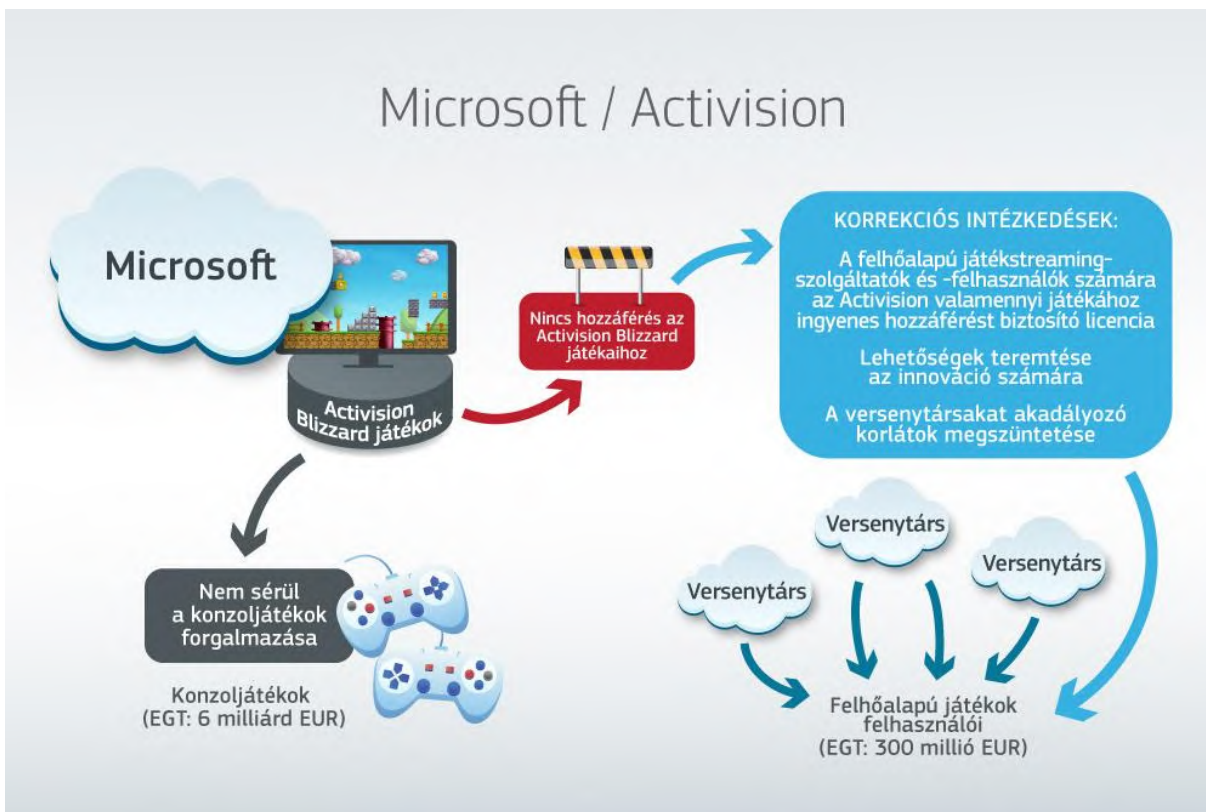 Microsoft / Activision
Microsoft
Activision
Blizzard játékok
Nincs hozzáférés az
Activision Blizzard
játékaihoz
KORREKCIÓS INTÉZKEDÉSEK:
A felhőalapú játékstreaming-
szolgáltatók és -felhasználók számára
az Activision valamennyi játékához
ingyenes hozzáférést biztosító licencia
Lehetőségek teremtése
az innováció számára
A versenytársakat akadályozó
korlátok megszüntetése
Nem sérül
a konzoljátékok
forgalmazása
Konzoljátékok
(EGT: 6 milliárd EUR)
Versenytárs
Versenytárs
Versenytárs
Felhőalapú játékok
felhasználói
(EGT: 300 millió EUR)